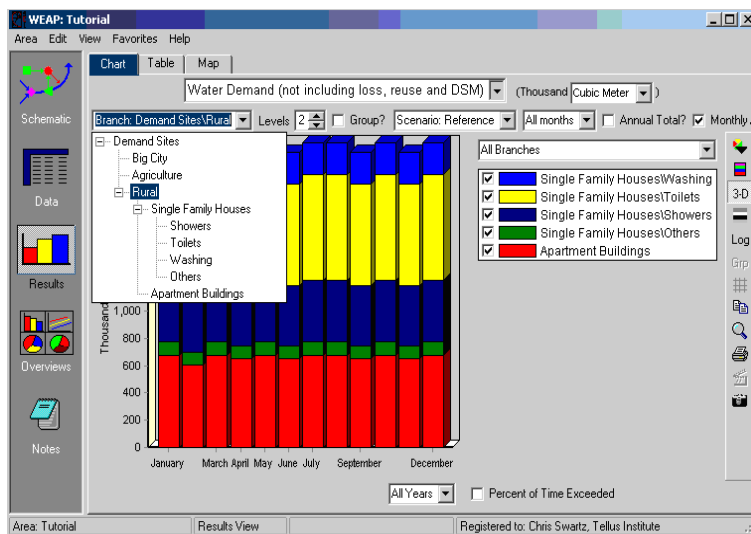 WEAP: Tutorial
Area Edit View Favorites Help
Chart Table Map
Water Demand (not including loss, reuse and DSM) (Thousand Cubic Meter )
Branch: Demand Sites\Rural Levels 2 Group? Scenario: Reference All months Annual Total? Monthly
Schematic
Data
Results
Overviews
Notes
Demand Sites
Big City
Agriculture
Rural
Single Family Houses
Showers
Toilets
Washing
Others
Apartment Buildings
All Branches
Single Family Houses\Washing
Single Family Houses\Toilets
Single Family Houses\Showers
Single Family Houses\Others
Apartment Buildings
3-D
Log
Grp
Thousand
1,000
800
600
400
200
0
January March April May June July September December
All Years Percent of Time Exceeded
Area: Tutorial Results View Registered to: Chris Swartz, Tellus Institute